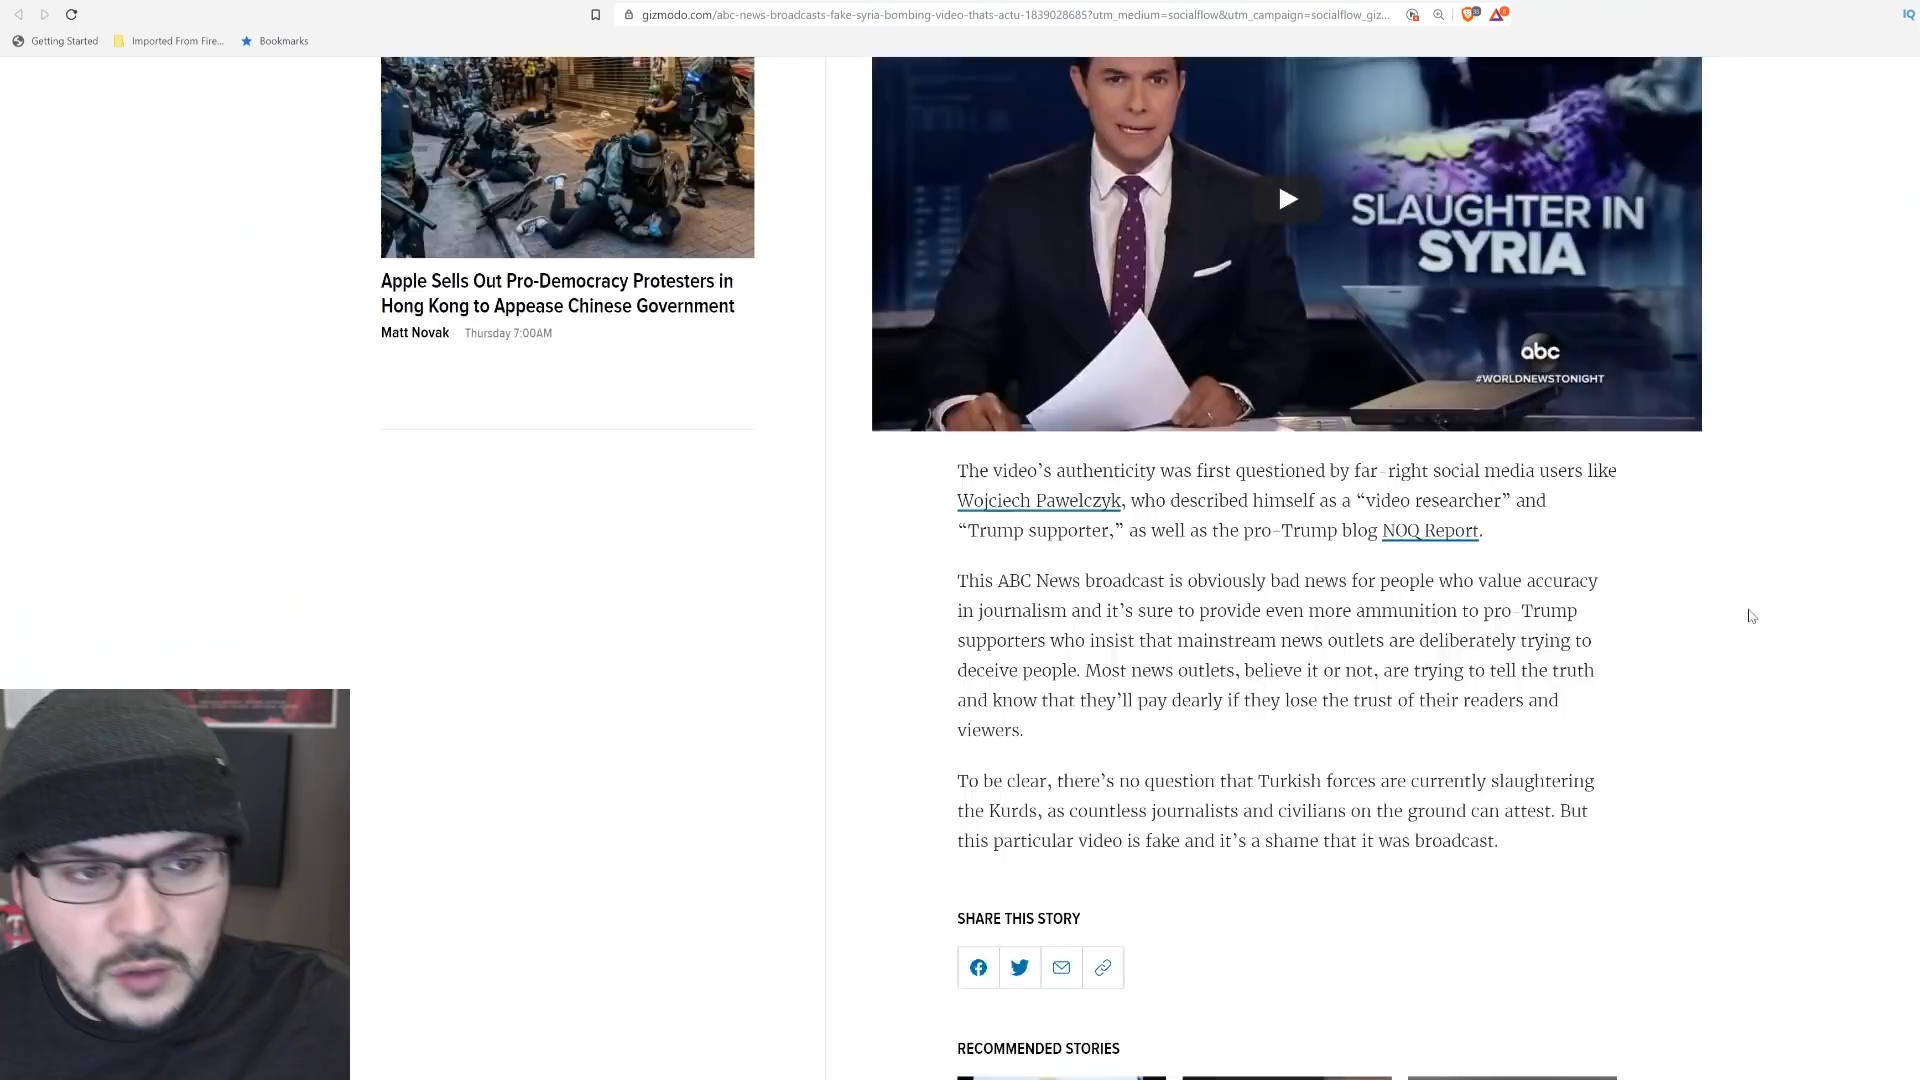 gizmodo.com/abc-news-broadcasts-fake-syria-bombing-video-thats-actu-1839028685?utm_medium=socialflow&utm_campaign=socialflow_giz...
IQ
Getting Started
Imported From Fire...
Bookmarks
Apple Sells Out Pro-Democracy Protesters in
Hong Kong to Appease Chinese Government
Matt Novak Thursday 7:00AM
SLAUGHTER IN
SYRIA
abc
#WORLDNEWSTONIGHT
The video’s authenticity was first questioned by far-right social media users like
Wojciech Pawelczyk, who described himself as a “video researcher” and
“Trump supporter,” as well as the pro-Trump blog NOQ Report.
This ABC News broadcast is obviously bad news for people who value accuracy
in journalism and it’s sure to provide even more ammunition to pro-Trump
supporters who insist that mainstream news outlets are deliberately trying to
deceive people. Most news outlets, believe it or not, are trying to tell the truth
and know that they’ll pay dearly if they lose the trust of their readers and
viewers.
To be clear, there’s no question that Turkish forces are currently slaughtering
the Kurds, as countless journalists and civilians on the ground can attest. But
this particular video is fake and it’s a shame that it was broadcast.
SHARE THIS STORY
RECOMMENDED STORIES